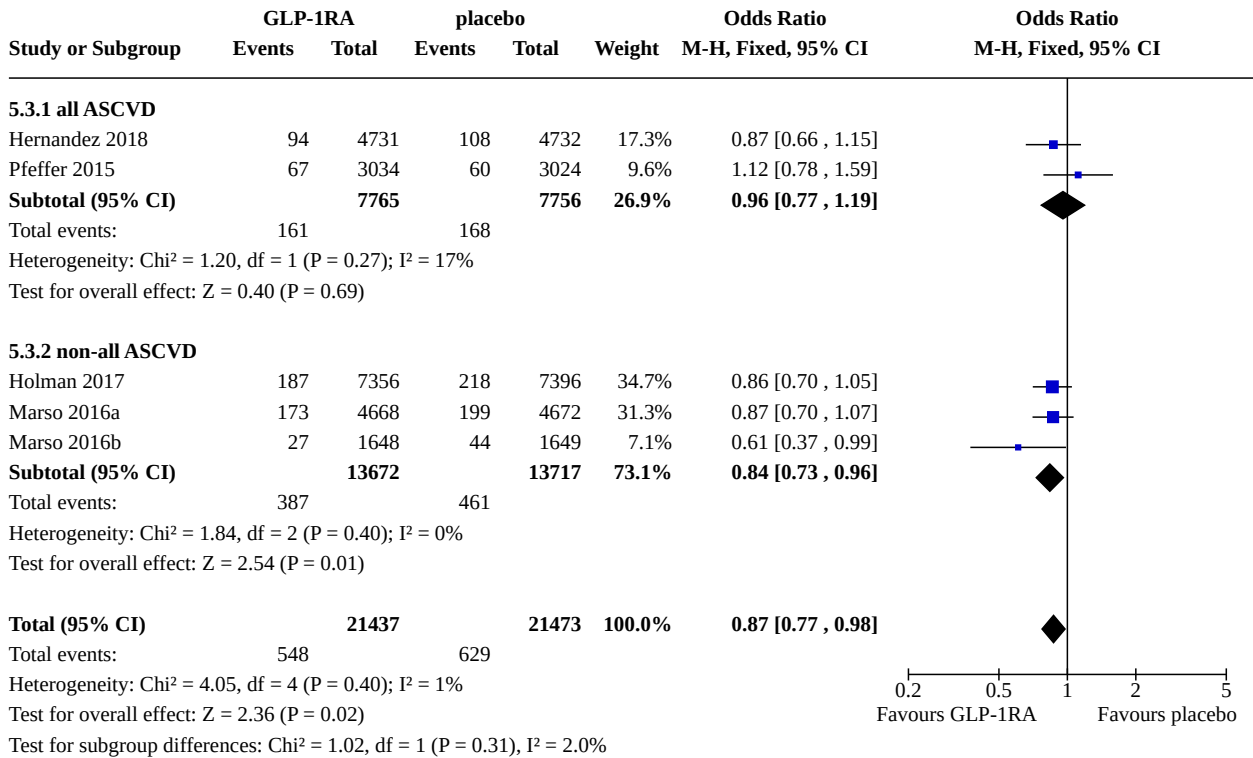 GLP-1RA placebo Odds Ratio Odds Ratio
Study or Subgroup Events Total Events Total Weight M-H, Fixed, 95% CI M-H, Fixed, 95% CI
5.3.1 all ASCVD
Hernandez 2018 94 4731 108 4732 17.3% 0.87 [0.66 , 1.15]
Pfeffer 2015 67 3034 60 3024 9.6% 1.12 [0.78 , 1.59]
Subtotal (95% CI) 7765 7756 26.9% 0.96 [0.77 , 1.19]
Total events: 161 168
Heterogeneity: Chi² = 1.20, df = 1 (P = 0.27); I² = 17%
Test for overall effect: Z = 0.40 (P = 0.69)
5.3.2 non-all ASCVD
Holman 2017 187 7356 218 7396 34.7% 0.86 [0.70 , 1.05]
Marso 2016a 173 4668 199 4672 31.3% 0.87 [0.70 , 1.07]
Marso 2016b 27 1648 44 1649 7.1% 0.61 [0.37 , 0.99]
Subtotal (95% CI) 13672 13717 73.1% 0.84 [0.73 , 0.96]
Total events: 387 461
Heterogeneity: Chi² = 1.84, df = 2 (P = 0.40); I² = 0%
Test for overall effect: Z = 2.54 (P = 0.01)
Total (95% CI) 21437 21473 100.0% 0.87 [0.77 , 0.98]
Total events: 548 629
Heterogeneity: Chi² = 4.05, df = 4 (P = 0.40); I² = 1%
0.2 0.5 1 2 5
Test for overall effect: Z = 2.36 (P = 0.02) Favours GLP-1RA Favours placebo
Test for subgroup differences: Chi² = 1.02, df = 1 (P = 0.31), I² = 2.0%